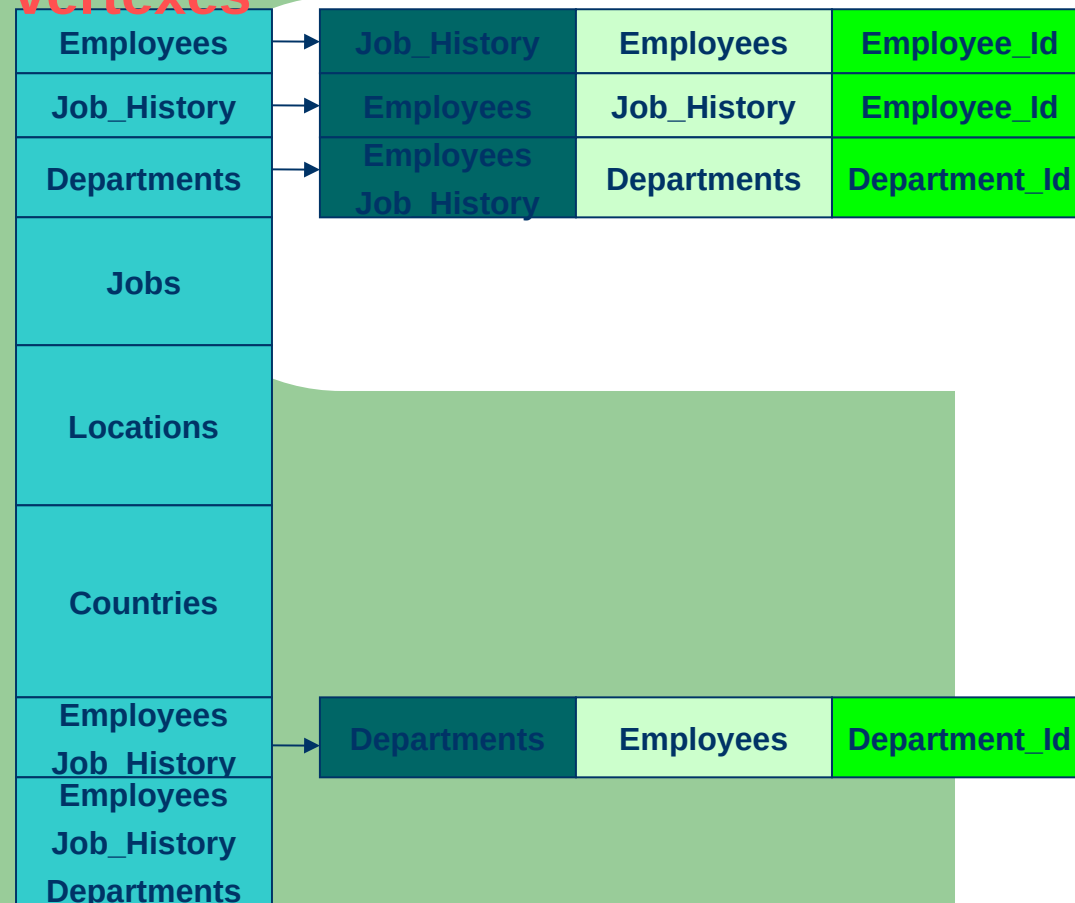 Vertexes
Employees Job_History Employees Employee_Id
Job_History Employees Job_History Employee_Id
Departments Employees Departments Department_Id
Job_History
Jobs
Locations
Countries
Employees
Job_History Departments Employees Department_Id
Employees
Job_History
Departments